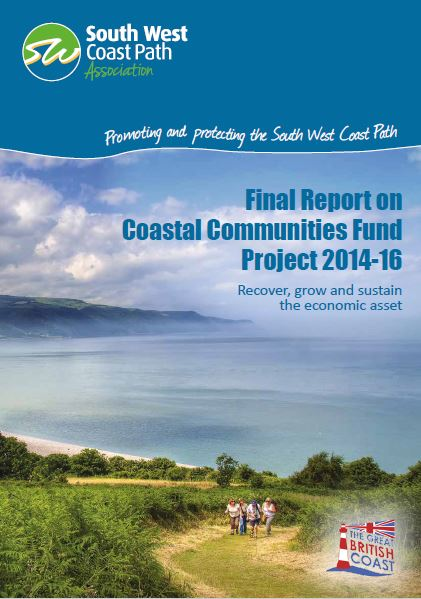 South West
Coast Path
Association
sw
Promoting and protecting the South West Coast Path
Final Report on
Coastal Communities Fund
Project 2014-16
Recover, grow and sustain
the economic asset
THE GREAT
BRITISH
COAST